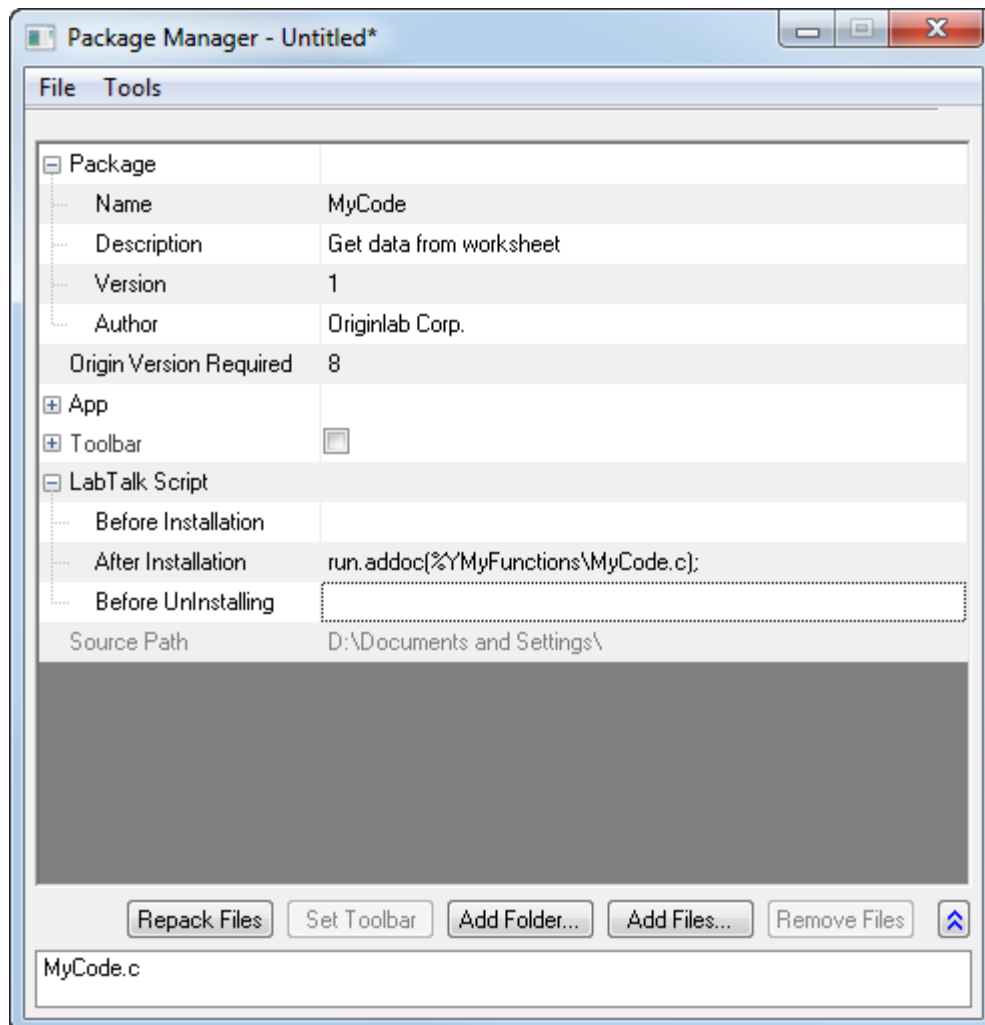 Package Manager - Untitled*
File Tools
Package
Name MyCode
Description Get data from worksheet
Version 1
Author Originlab Corp.
Origin Version Required 8
App
Toolbar
LabTalk Script
Before Installation
After Installation run.addoc(%YMyFunctions\MyCode.c);
Before UnInstalling
Source Path D:\Documents and Settings\
Repack Files Set Toolbar Add Folder... Add Files... Remove Files
MyCode.c